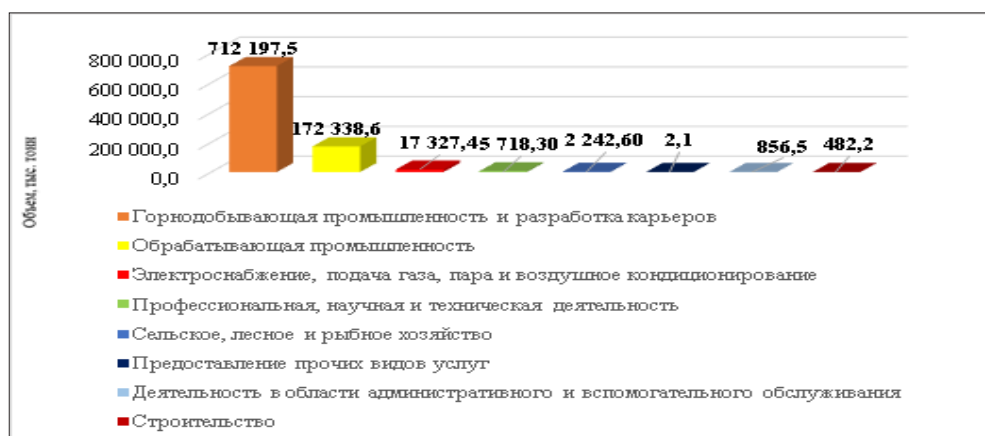 712 197,5
800 000,0
600 000,0
400 000,0
200 000,0
0,0
172 338,6
17 327,4
5 718,30
2 242,60
2,1
856,5
482,2
Объем, тыс. тонн
Горнодобывающая промышленность и разработка карьеров
Обрабатывающая промышленность
Электроснабжение, подача газа, пара и воздушное кондиционирование
Профессиональная, научная и техническая деятельность
Сельское, лесное и рыбное хозяйство
Предоставление прочих видов услуг
Деятельность в области административного и вспомогательного обслуживания
Строительство